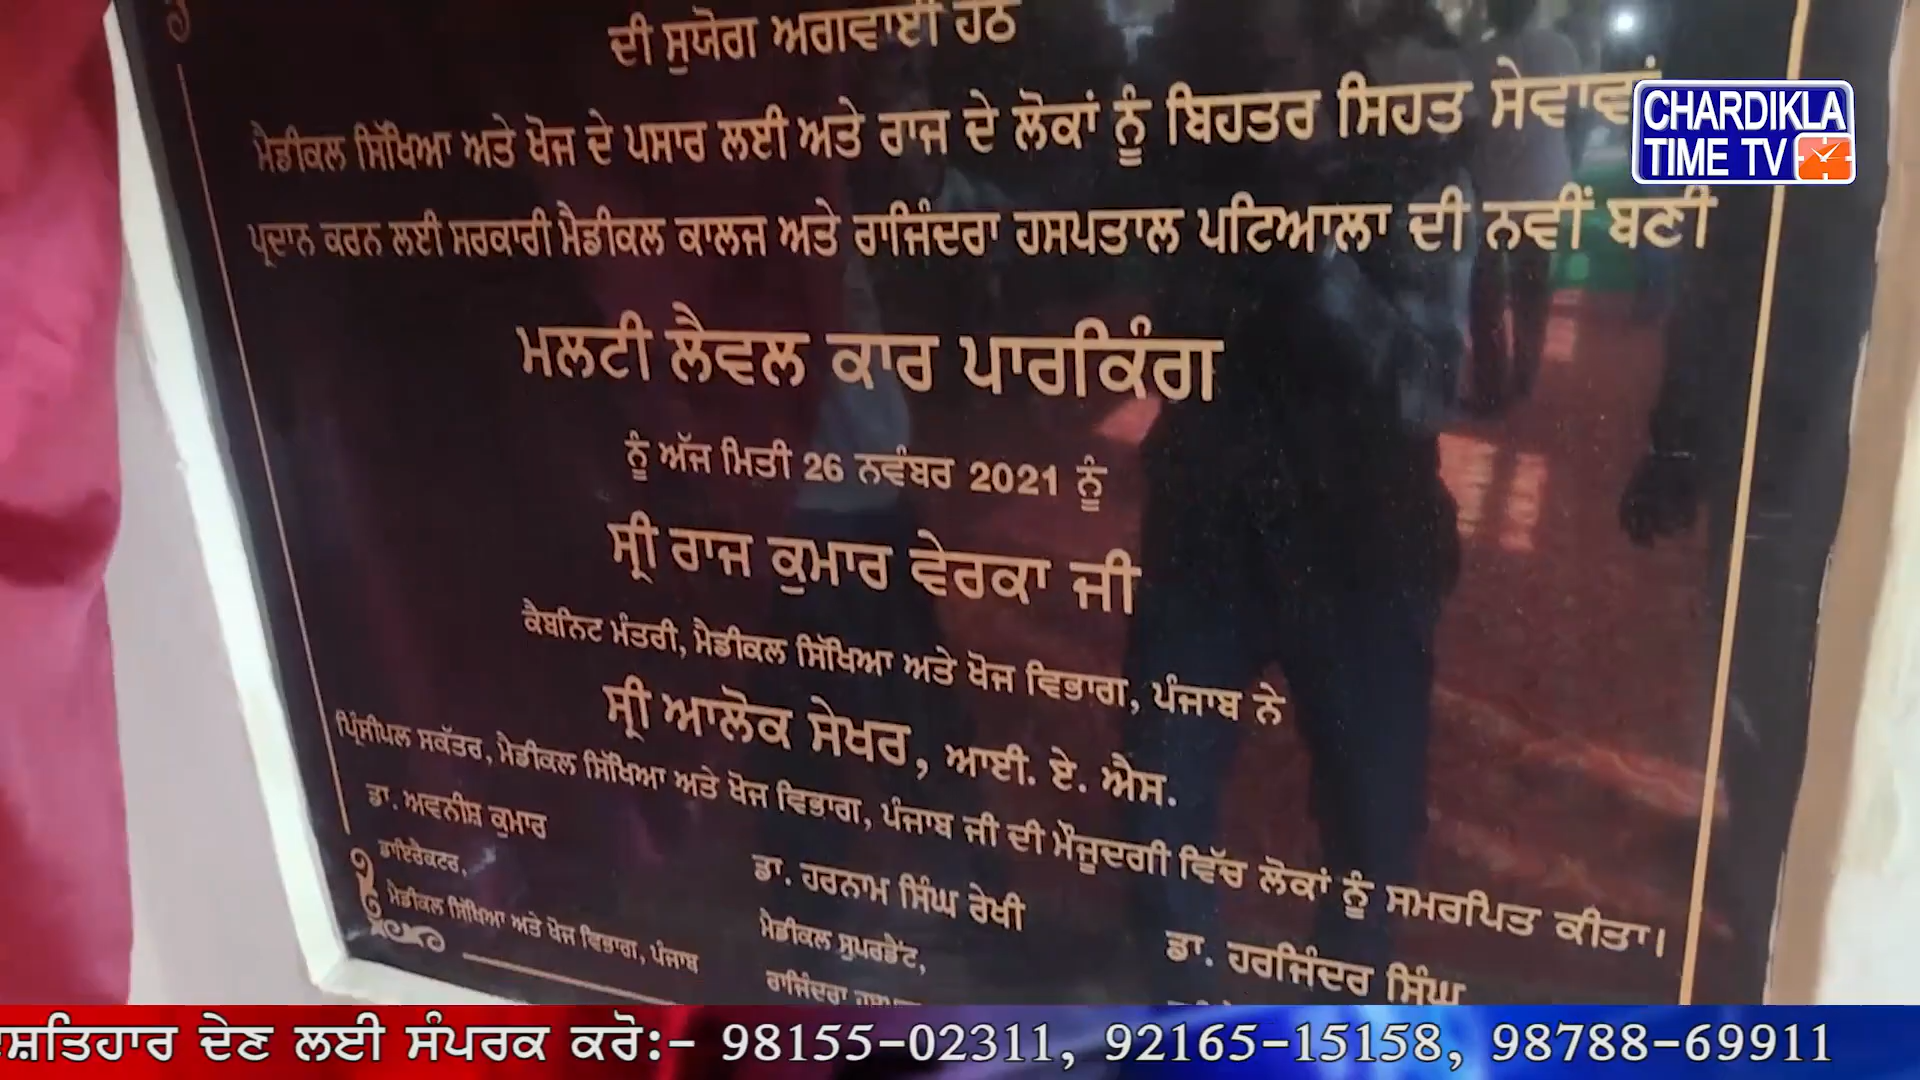 ਦੀ ਸੁਯੋਗ ਅਗਵਾਈ ਹੇਠ
ਮੈਡੀਕਲ ਸਿੱਖਿਆ ਅਤੇ ਖੋਜ ਦੇ ਪਸਾਰ ਲਈ ਅਤੇ ਰਾਜ ਦੇ ਲੋਕਾਂ ਨੂੰ ਬਿਹਤਰ ਸਿਹਤ ਸੇਵਾਵਾਂ
ਪ੍ਰਦਾਨ ਕਰਨ ਲਈ ਸਰਕਾਰੀ ਮੈਡੀਕਲ ਕਾਲਜ ਅਤੇ ਰਾਜਿੰਦਰਾ ਹਸਪਤਾਲ ਪਟਿਆਲਾ ਦੀ ਨਵੀਂ ਬਣੀ
ਮਲਟੀ ਲੈਵਲ ਕਾਰ ਪਾਰਕਿੰਗ
ਨੂੰ ਅੱਜ ਮਿਤੀ 26 ਨਵੰਬਰ 2021 ਨੂੰ
ਸ੍ਰੀ ਰਾਜ ਕੁਮਾਰ ਵੇਰਕਾ ਜੀ
ਕੈਬਨਿਟ ਮੰਤਰੀ, ਮੈਡੀਕਲ ਸਿੱਖਿਆ ਅਤੇ ਖੋਜ ਵਿਭਾਗ, ਪੰਜਾਬ ਨੇ
ਸ੍ਰੀ ਆਲੋਕ ਸੇਖਰ, ਆਈ. ਏ. ਐਸ.
ਪ੍ਰਿੰਸੀਪਲ ਸਕੱਤਰ, ਮੈਡੀਕਲ ਸਿੱਖਿਆ ਅਤੇ ਖੋਜ ਵਿਭਾਗ, ਪੰਜਾਬ ਜੀ ਦੀ ਮੌਜੂਦਗੀ ਵਿੱਚ ਲੋਕਾਂ ਨੂੰ ਸਮਰਪਿਤ ਕੀਤਾ।
ਡਾ. ਅਵਨੀਸ਼ ਕੁਮਾਰ
ਡਾਇਰੈਕਟਰ,
ਮੈਡੀਕਲ ਸਿੱਖਿਆ ਅਤੇ ਖੋਜ ਵਿਭਾਗ, ਪੰਜਾਬ
ਡਾ. ਹਰਨਾਮ ਸਿੰਘ ਰੇਖੀ
ਮੈਡੀਕਲ ਸੁਪਰਡੈਂਟ,
ਰਾਜਿੰਦਰਾ
ਡਾ. ਹਰਜਿੰਦਰ ਸਿੰਘ
CHARDIKLA
TIME TV
ਸ਼ਤਿਹਾਰ ਦੇਣ ਲਈ ਸੰਪਰਕ ਕਰੋ:- 98155-02311, 92165-15158, 98788-69911